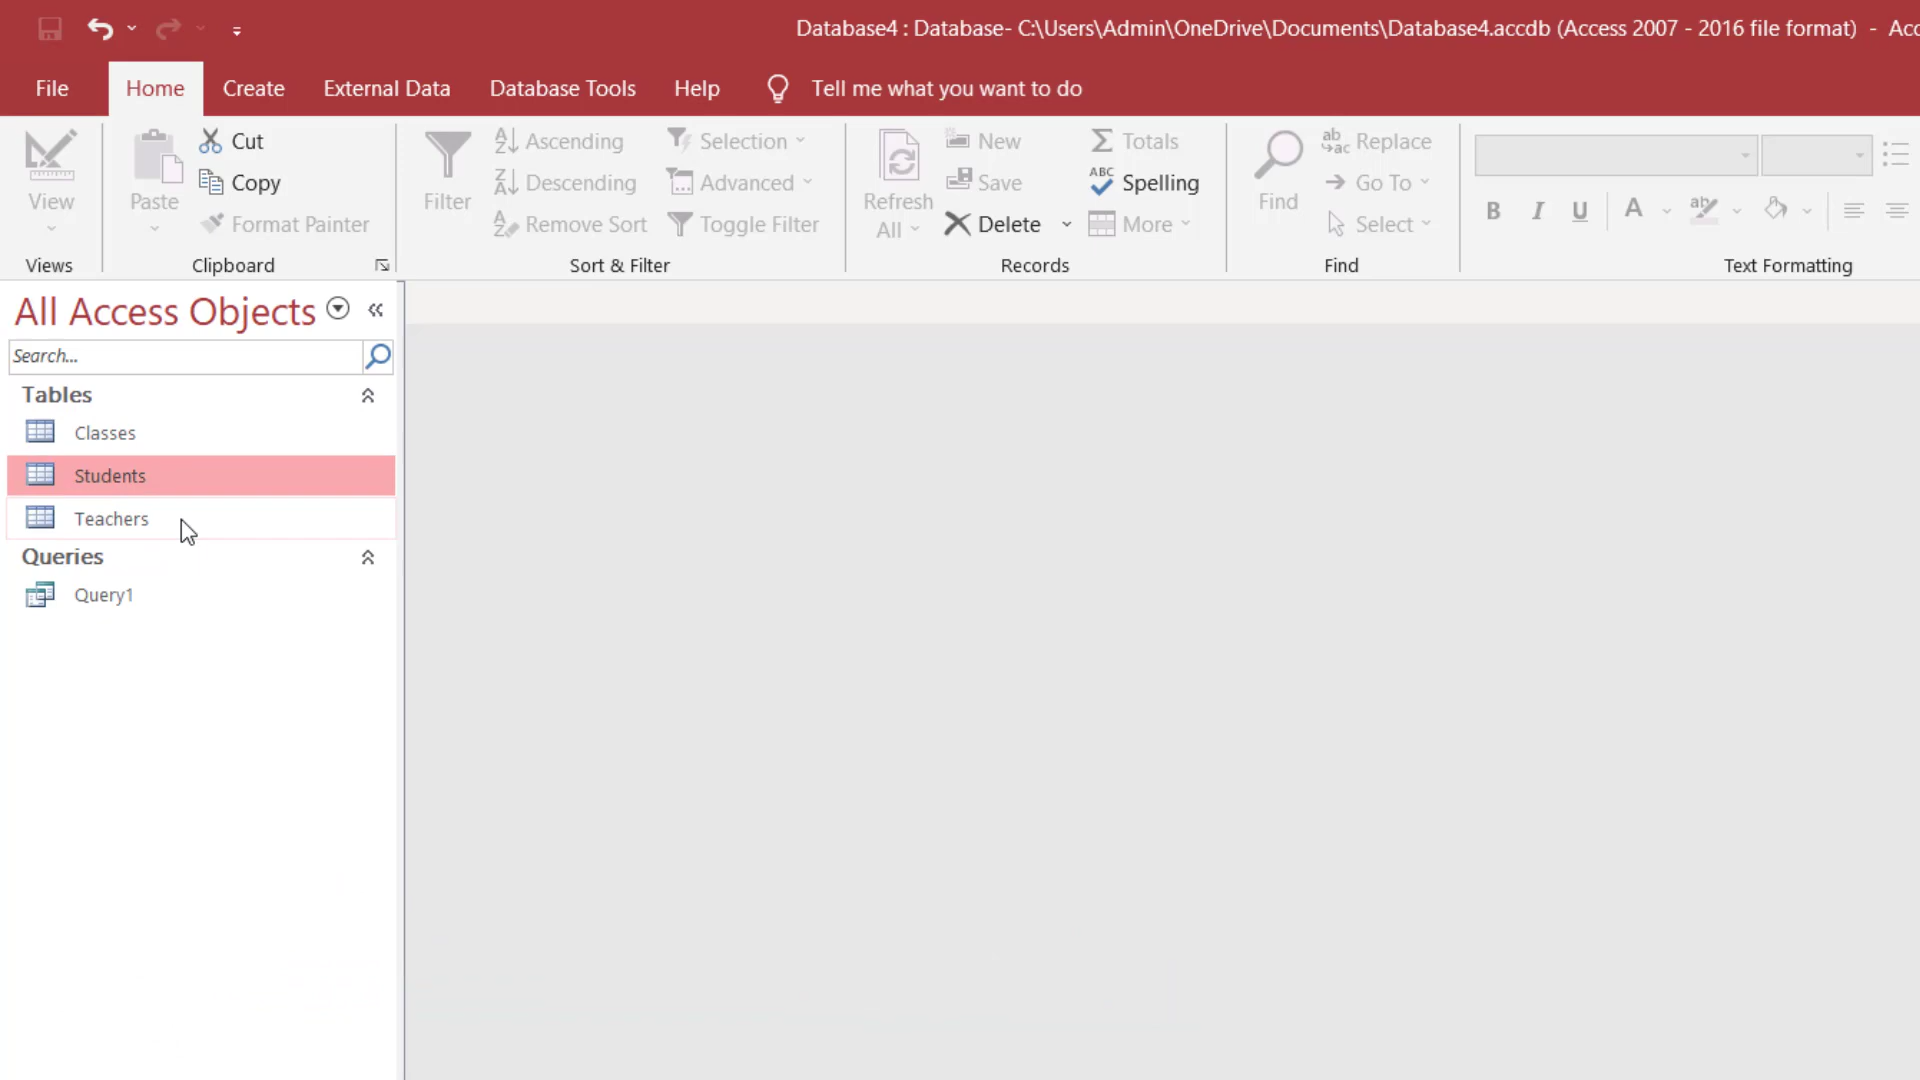 Database4 : Database- C:\Users\Admin\OneDrive\Documents\Database4.accdb (Access 2007 - 2016 file format) - Acc
File Home Create External Data Database Tools Help Tell me what you want to do
View
Views
Paste
Cut
Copy
Format Painter
Clipboard
Filter
Ascending
Descending
Remove Sort
Selection
Advanced
Toggle Filter
Sort & Filter
Refresh
All
New
Save
Delete
Totals
Spelling
More
Records
Find
Replace
Go To
Select
Find
B I U A
Text Formatting
All Access Objects
Search...
Tables
Classes
Students
Teachers
Queries
Query1